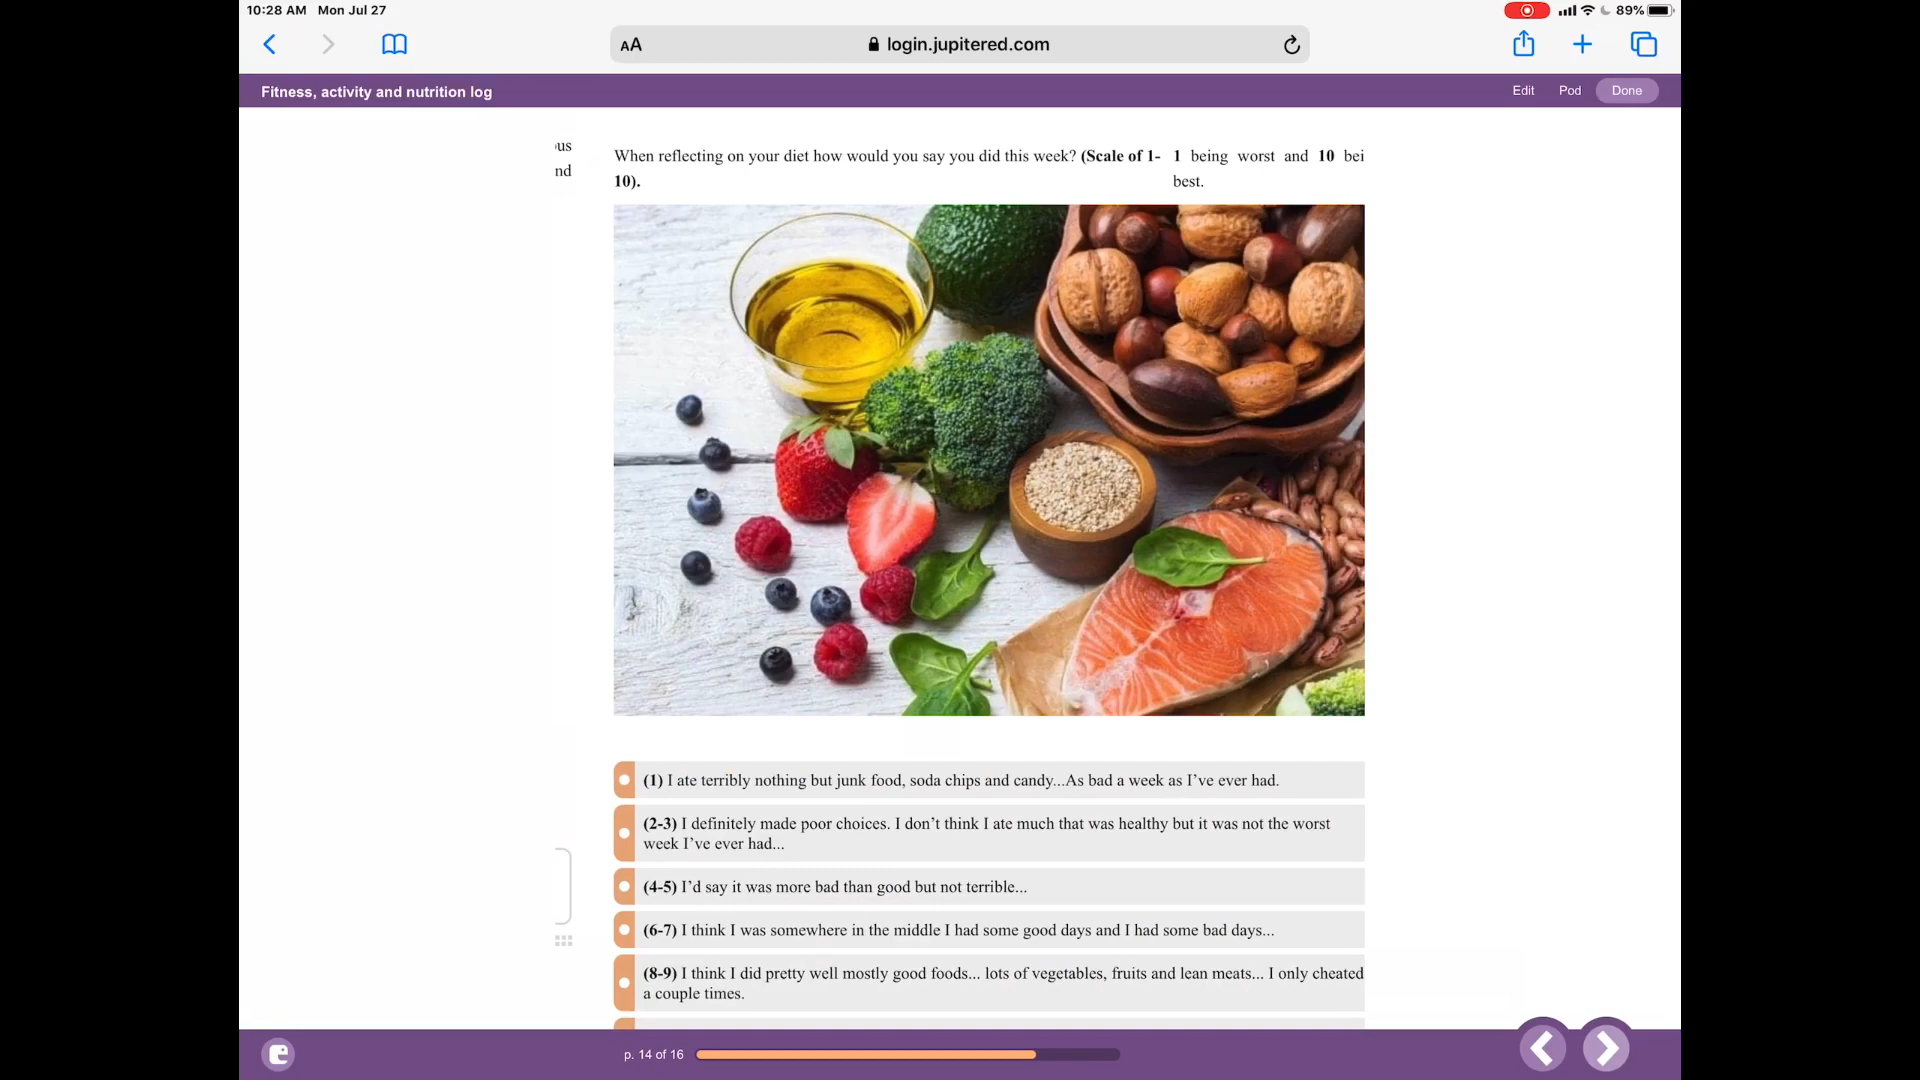 10:28 AM Mon Jul 27
89%
AA
login.jupitered.com
Fitness, activity and nutrition log
Edit
Pod
Done
us
nd
When reflecting on your diet how would you say you did this week? (Scale of 1-
10).
1 being worst and 10 bei
best.
(1) I ate terribly nothing but junk food, soda chips and candy...As bad a week as I’ve ever had.
(2-3) I definitely made poor choices. I don’t think I ate much that was healthy but it was not the worst
week I’ve ever had...
(4-5) I’d say it was more bad than good but not terrible...
(6-7) I think I was somewhere in the middle I had some good days and I had some bad days...
(8-9) I think I did pretty well mostly good foods... lots of vegetables, fruits and lean meats... I only cheated
a couple times.
p. 14 of 16